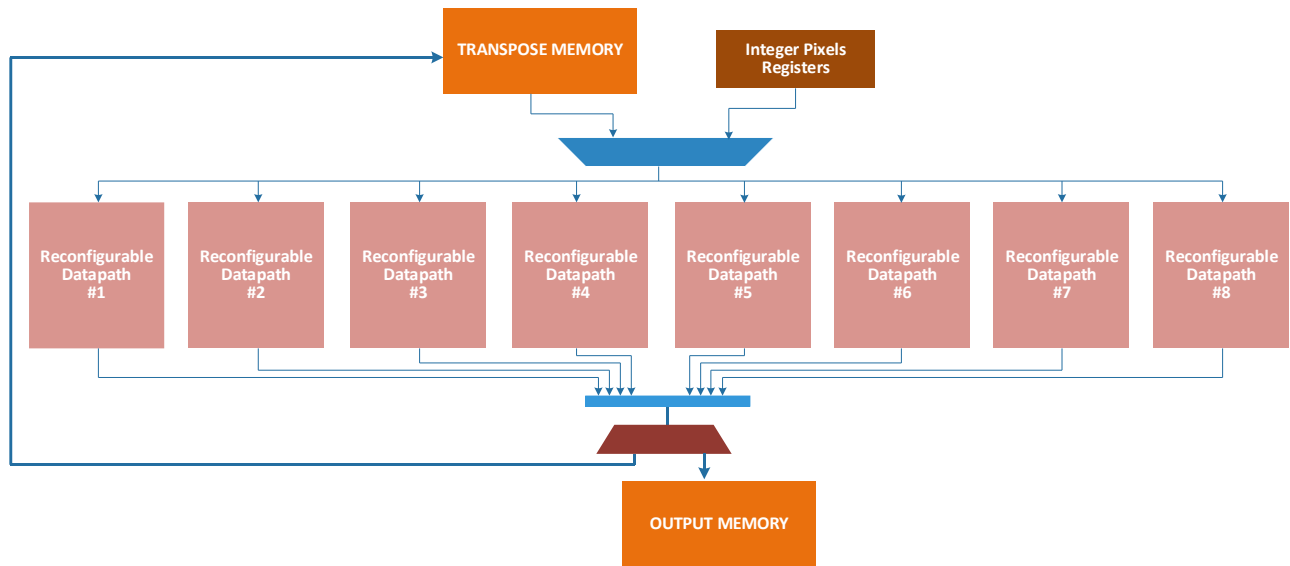 TRANSPOSE MEMORY
Integer Pixels
Registers
Reconfigurable
Datapath
#1
Reconfigurable
Datapath
#2
Reconfigurable
Datapath
#3
Reconfigurable
Datapath
#4
Reconfigurable
Datapath
#5
Reconfigurable
Datapath
#6
Reconfigurable
Datapath
#7
Reconfigurable
Datapath
#8
OUTPUT MEMORY